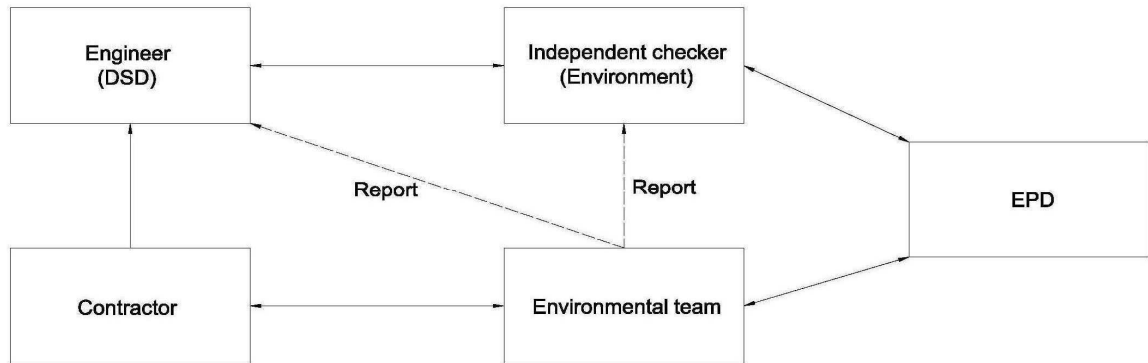 Engineer
(DSD)
Independent checker
(Environment)
Report
Report
EPD
Contractor
Environmental team